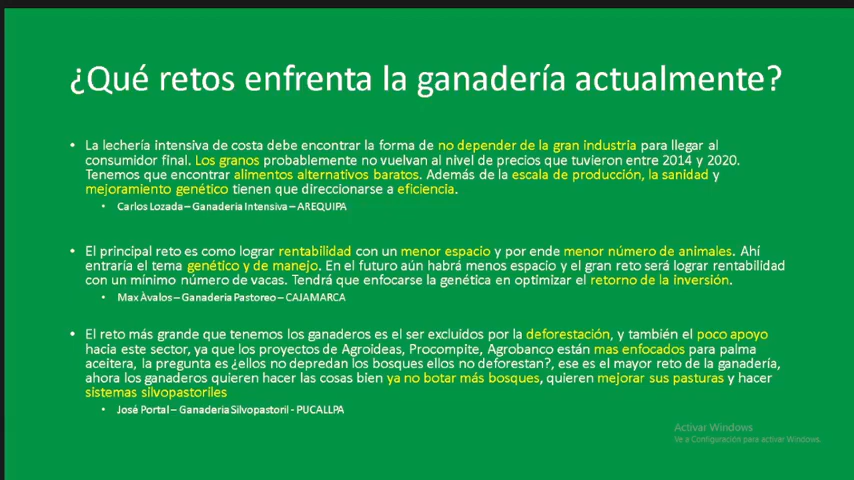 ¿Qué retos enfrenta la ganadería actualmente?
• La lechería intensiva de costa debe encontrar la forma de no depender de la gran industria para llegar al
consumidor final. Los granos probablemente no vuelvan al nivel de precios que tuvieron entre 2014 y 2020.
Tenemos que encontrar alimentos alternativos baratos. Además de la escala de producción, la sanidad y
mejoramiento genético tienen que direccionarse a eficiencia.
• Carlos Lozada – Ganaderia Intensiva – AREQUIPA
• El principal reto es como lograr rentabilidad con un menor espacio y por ende menor número de animales. Ahí
entraría el tema genético y de manejo. En el futuro aún habrá menos espacio y el gran reto será lograr rentabilidad
con un mínimo número de vacas. Tendrá que enfocarse la genética en optimizar el retorno de la inversión.
• Max Àvalos – Ganaderia Pastoreo – CAJAMARCA
• El reto más grande que tenemos los ganaderos es el ser excluidos por la deforestación, y también el poco apoyo
hacia este sector, ya que los proyectos de Agroideas, Procompite, Agrobanco están mas enfocados para palma
aceitera, la pregunta es ¿ellos no depredan los bosques ellos no deforestan?, ese es el mayor reto de la ganadería,
ahora los ganaderos quieren hacer las cosas bien ya no botar más bosques, quieren mejorar sus pasturas y hacer
sistemas silvopastoriles
• José Portal – Ganaderia Silvopastoril - PUCALLPA
Activar Windows
Ve a Configuración para activar Windows.